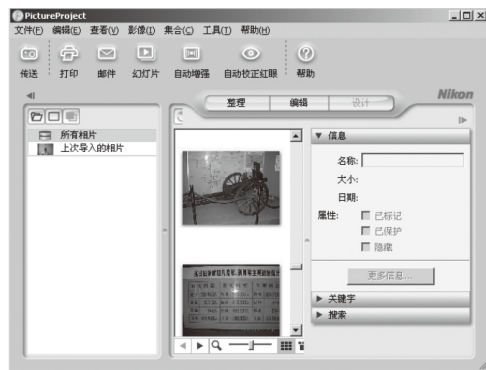 PictureProject
文件(F) 编辑(E) 查看(V) 影像(I) 集合(C) 工具(T) 帮助(H)
传送 打印 邮件 幻灯片 自动增强 自动校正紅眼 帮助
整理 编辑 设计
Nikon
所有相片
上次导入的相片
信息
名称:
大小:
日期:
属性: 已标记
已保护
隐藏
更多信息...
关键字
搜索